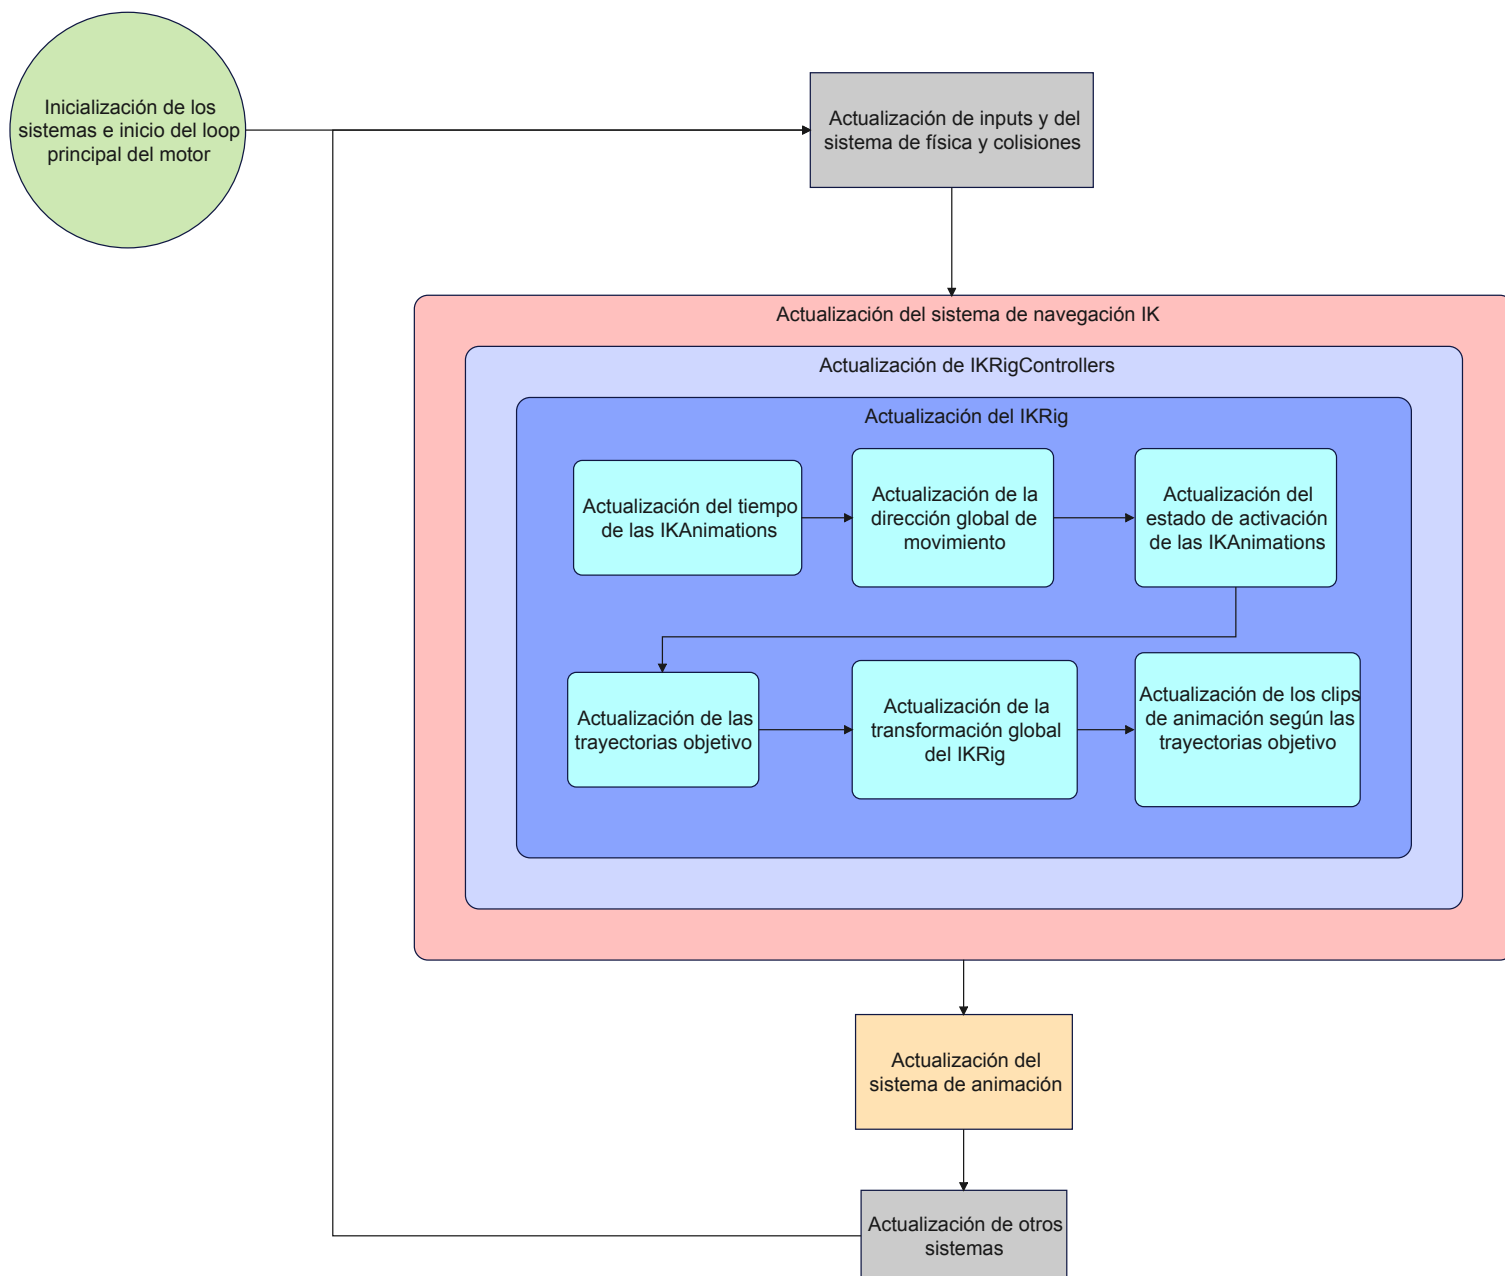 Inicialización de los
sistemas e inicio del loop
principal del motor
Actualización de inputs y del
sistema de física y colisiones
Actualización del sistema de navegación IK
Actualización de IKRigControllers
Actualización del IKRig
Actualización del tiempo
de las IKAnimations
Actualización de la
dirección global de
movimiento
Actualización del
estado de activación
de las IKAnimations
Actualización de las
trayectorias objetivo
Actualización de la
transformación global
del IKRig
Actualización de los clips
de animación según las
trayectorias objetivo
Actualización del
sistema de animación
Actualización de otros
sistemas